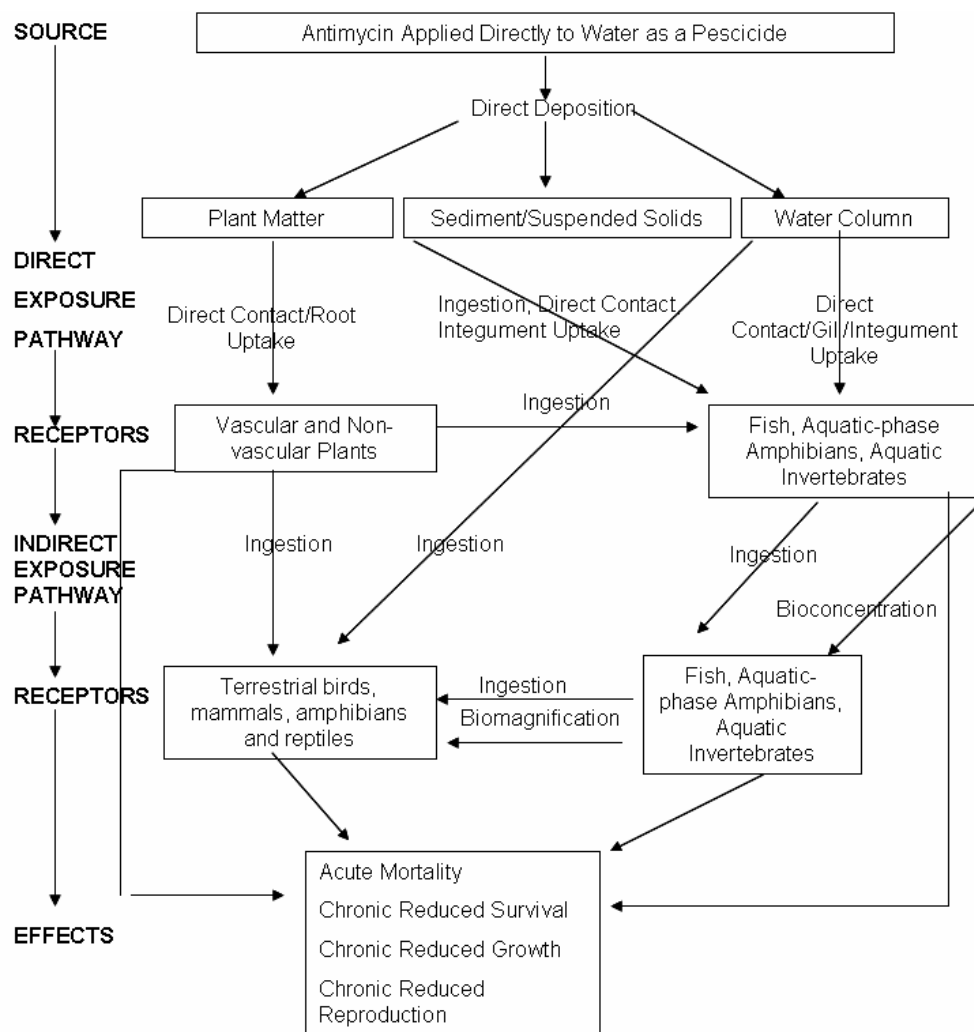 SOURCE
Antimycin Applied Directly to Water as a Pescicide
Direct Deposition
Plant Matter
Sediment/Suspended Solids
Water Column
DIRECT
EXPOSURE
PATHWAY
Direct Contact/Root
Uptake
Ingestion, Direct Contact,
Integument Uptake
Direct
Contact/Gill/Integument
Uptake
RECEPTORS
Vascular and Non-
vascular Plants
Ingestion
Fish, Aquatic-phase
Amphibians, Aquatic
Invertebrates
INDIRECT
EXPOSURE
PATHWAY
Ingestion
Ingestion
Ingestion
Bioconcentration
RECEPTORS
Terrestrial birds,
mammals, amphibians
and reptiles
Ingestion
Biomagnification
Fish, Aquatic-
phase Amphibians,
Aquatic
Invertebrates
EFFECTS
Acute Mortality
Chronic Reduced Survival
Chronic Reduced Growth
Chronic Reduced
Reproduction